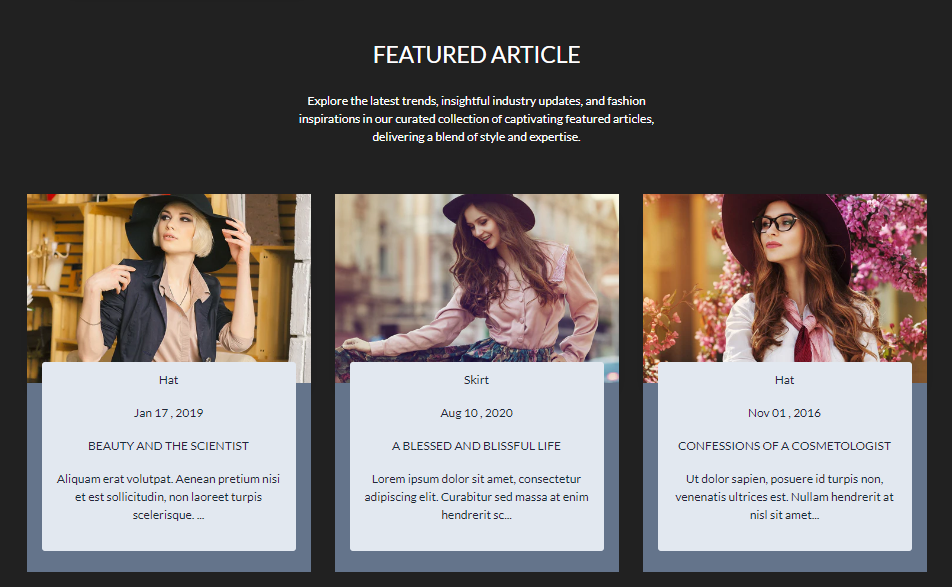 FEATURED ARTICLE
Explore the latest trends, insightful industry updates, and fashion
inspirations in our curated collection of captivating featured articles,
delivering a blend of style and expertise.
Hat
Jan 17 , 2019
BEAUTY AND THE SCIENTIST
Aliquam erat volutpat. Aenean pretium nisi
et est sollicitudin, non laoreet turpis
scelerisque. ...
Skirt
Aug 10 , 2020
A BLESSED AND BLISSFUL LIFE
Lorem ipsum dolor sit amet, consectetur
adipiscing elit. Curabitur sed massa at enim
hendrerit sc...
Hat
Nov 01 , 2016
CONFESSIONS OF A COSMETOLOGIST
Ut dolor sapien, posuere id turpis non,
venenatis ultrices est. Nullam hendrerit at
nisl sit amet...